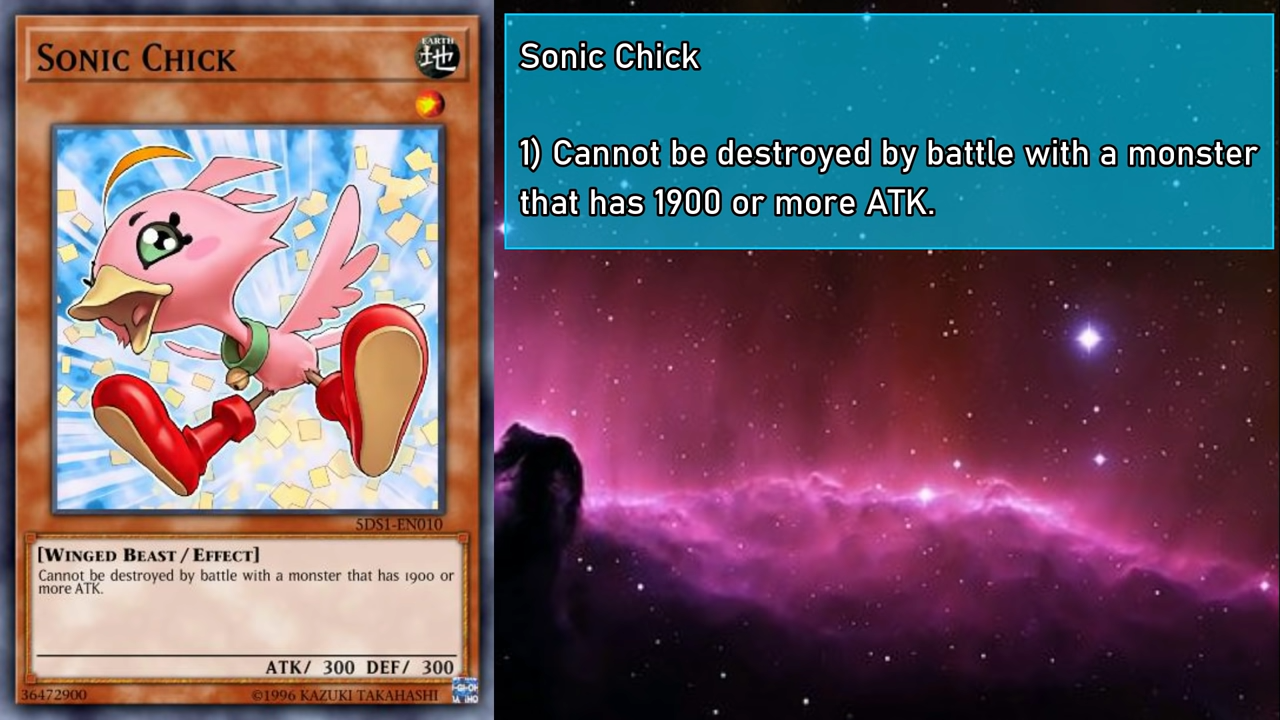 SONIC CHICK
EARTH
地
5DS1-EN010
[WINGED BEAST / EFFECT]
Cannot be destroyed by battle with a monster that has 1900 or
more ATK.
ATK/ 300 DEF/ 300
36472900
©1996 KAZUKI TAKAHASHI
Sonic Chick
1) Cannot be destroyed by battle with a monster
that has 1900 or more ATK.